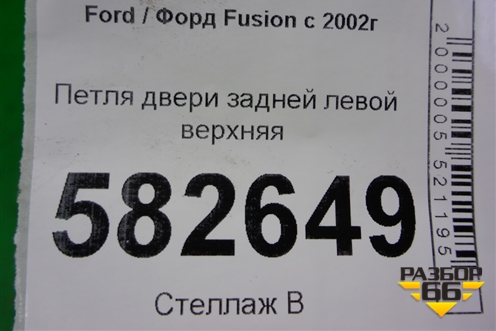 Ford / Форд Fusion с 2002г
Петля двери задней левой
верхняя
582649
Стеллаж В
2000005521195
РАЗБОР
66